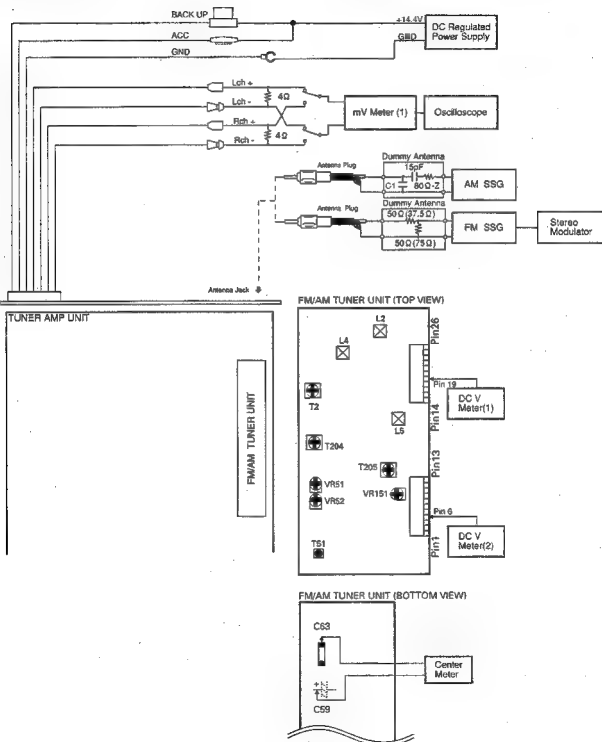 BACK UP
ACC
GND
+14.4V
GND
DC Regulated
Power Supply
Lch +
4Ω
Lch -
Rch +
4Ω
Rch -
mV Meter (1)
Oscilloscope
Antenna Plug
Dummy Antenna
15pF
C1
80Ω-Z
AM SSG
Antenna Plug
Dummy Antenna
50Ω(37.5Ω)
50Ω(75Ω)
FM SSG
Stereo
Modulator
Antenna Jack
TUNER AMP UNIT
FM/AM TUNER UNIT
FM/AM TUNER UNIT (TOP VIEW)
L2
L4
Pin26
Pin 19
DC V
Meter(1)
T2
Pin14
L5
T204
Pin13
T205
VR51
VR151
VR52
Pin 6
DC V
Meter(2)
T51
Pin1
FM/AM TUNER UNIT (BOTTOM VIEW)
C63
Center
Meter
+
C59